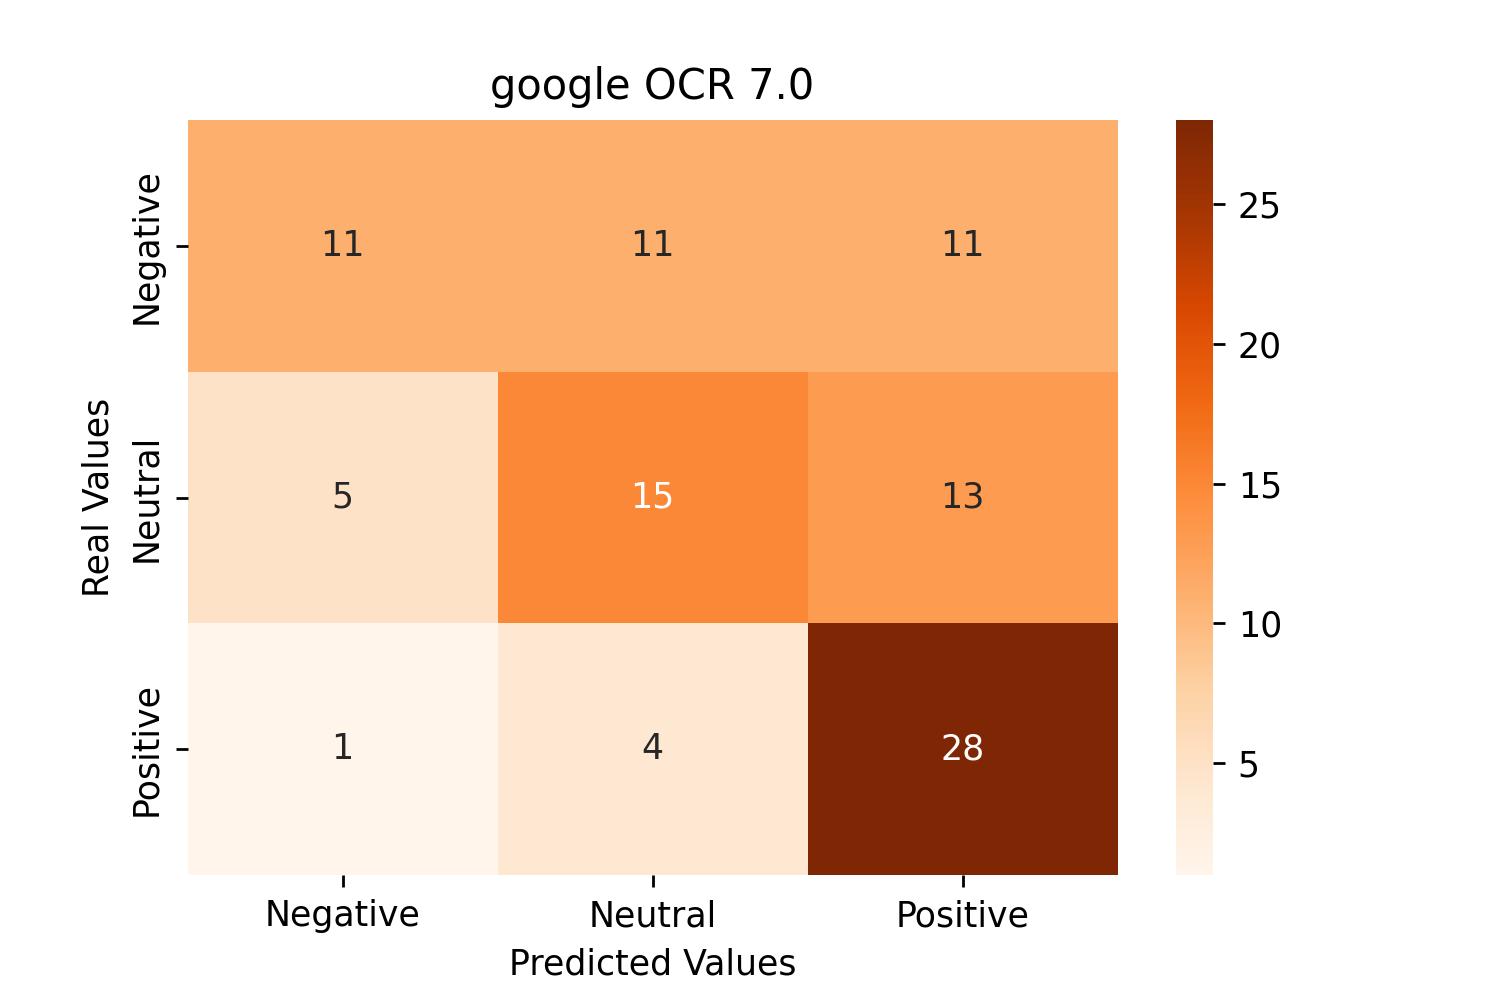 google OCR 7.0
Real Values
Negative
11 11 11
Neutral
5 15 13
Positive
1 4 28
Negative Neutral Positive
Predicted Values
25
20
15
10
5